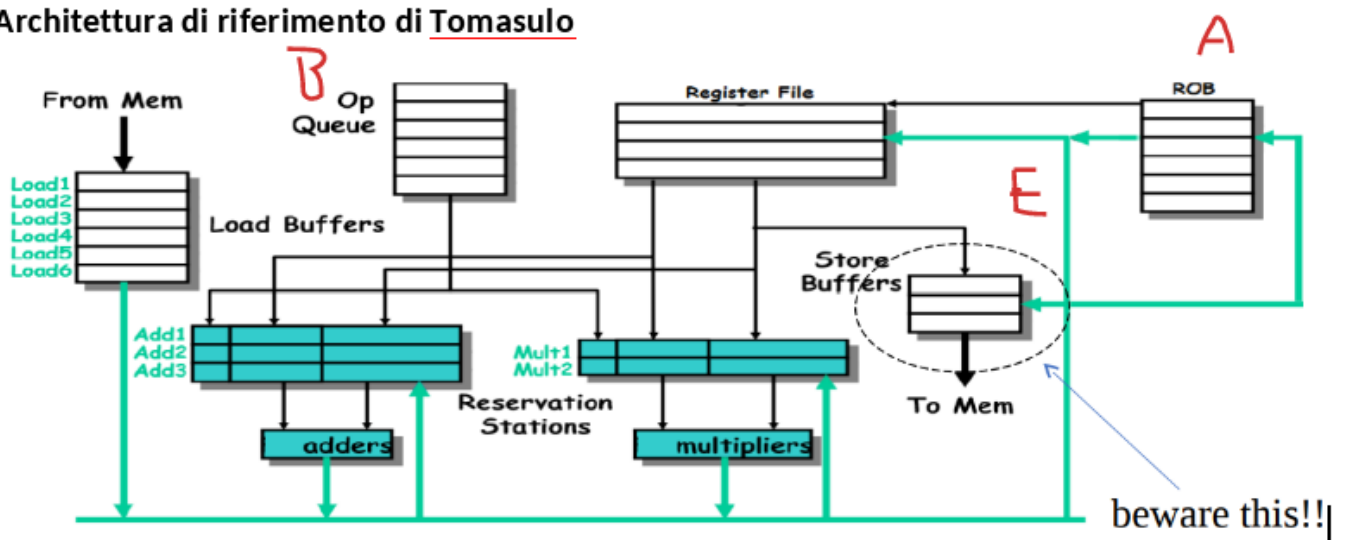 Architettura di riferimento di Tomasulo
A
B
From Mem
Op
Queue
Register File
ROB
Load1
Load2
Load3
Load4
Load5
Load6
Load Buffers
E
Store
Buffers
Add1
Add2
Add3
Mult1
Mult2
Reservation
Stations
To Mem
adders
multipliers
beware this!!